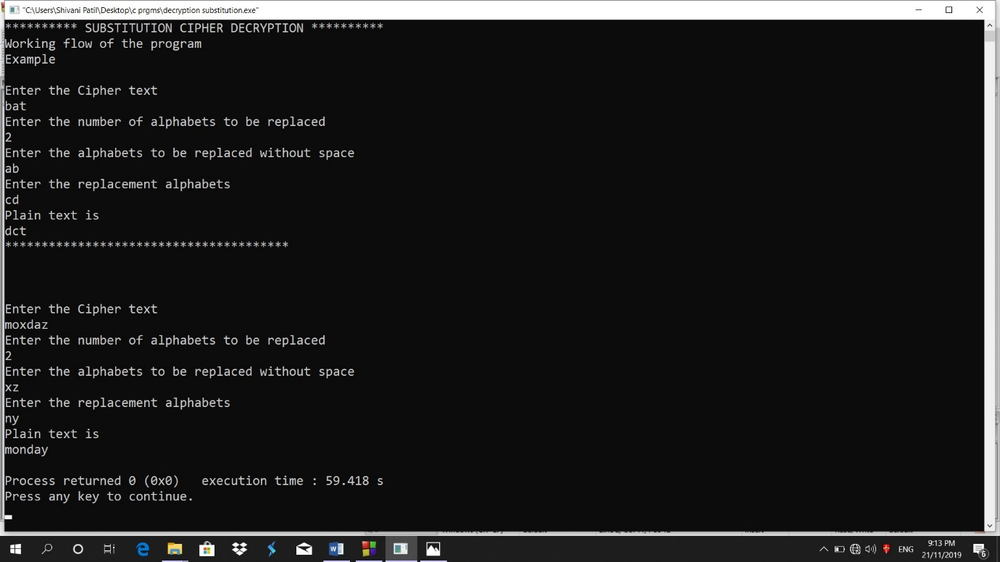 "C:\Users\Shivani Patil\Desktop\c prgms\decryption substitution.exe"
********** SUBSTITUTION CIPHER DECRYPTION **********
Working flow of the program
Example
Enter the Cipher text
bat
Enter the number of alphabets to be replaced
2
Enter the alphabets to be replaced without space
ab
Enter the replacement alphabets
cd
Plain text is
dct
***************************************
Enter the Cipher text
moxdaz
Enter the number of alphabets to be replaced
2
Enter the alphabets to be replaced without space
xz
Enter the replacement alphabets
ny
Plain text is
monday
Process returned 0 (0x0)   execution time : 59.418 s
Press any key to continue.
ENG
9:13 PM
21/11/2019
6